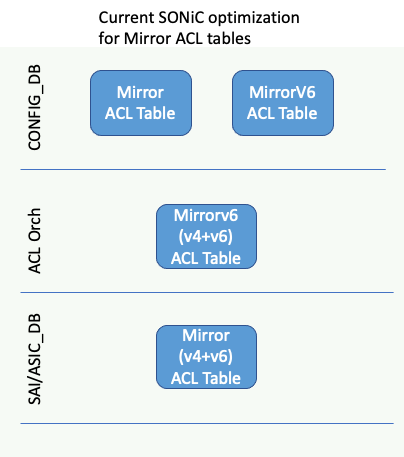 Current SONiC optimization
for Mirror ACL tables
CONFIG_DB
Mirror
ACL Table
MirrorV6
ACL Table
ACL Orch
Mirrorv6
(v4+v6)
ACL Table
SAI/ASIC_DB
Mirror
(v4+v6)
ACL Table